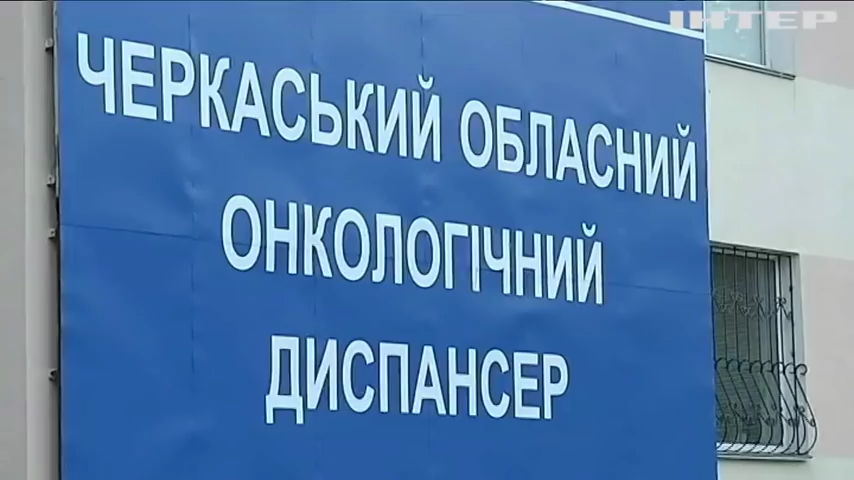 ІНТЕР
ЧЕРКАСЬКИЙ ОБЛАСНИЙ
ОНКОЛОГІЧНИЙ
ДИСПАНСЕР